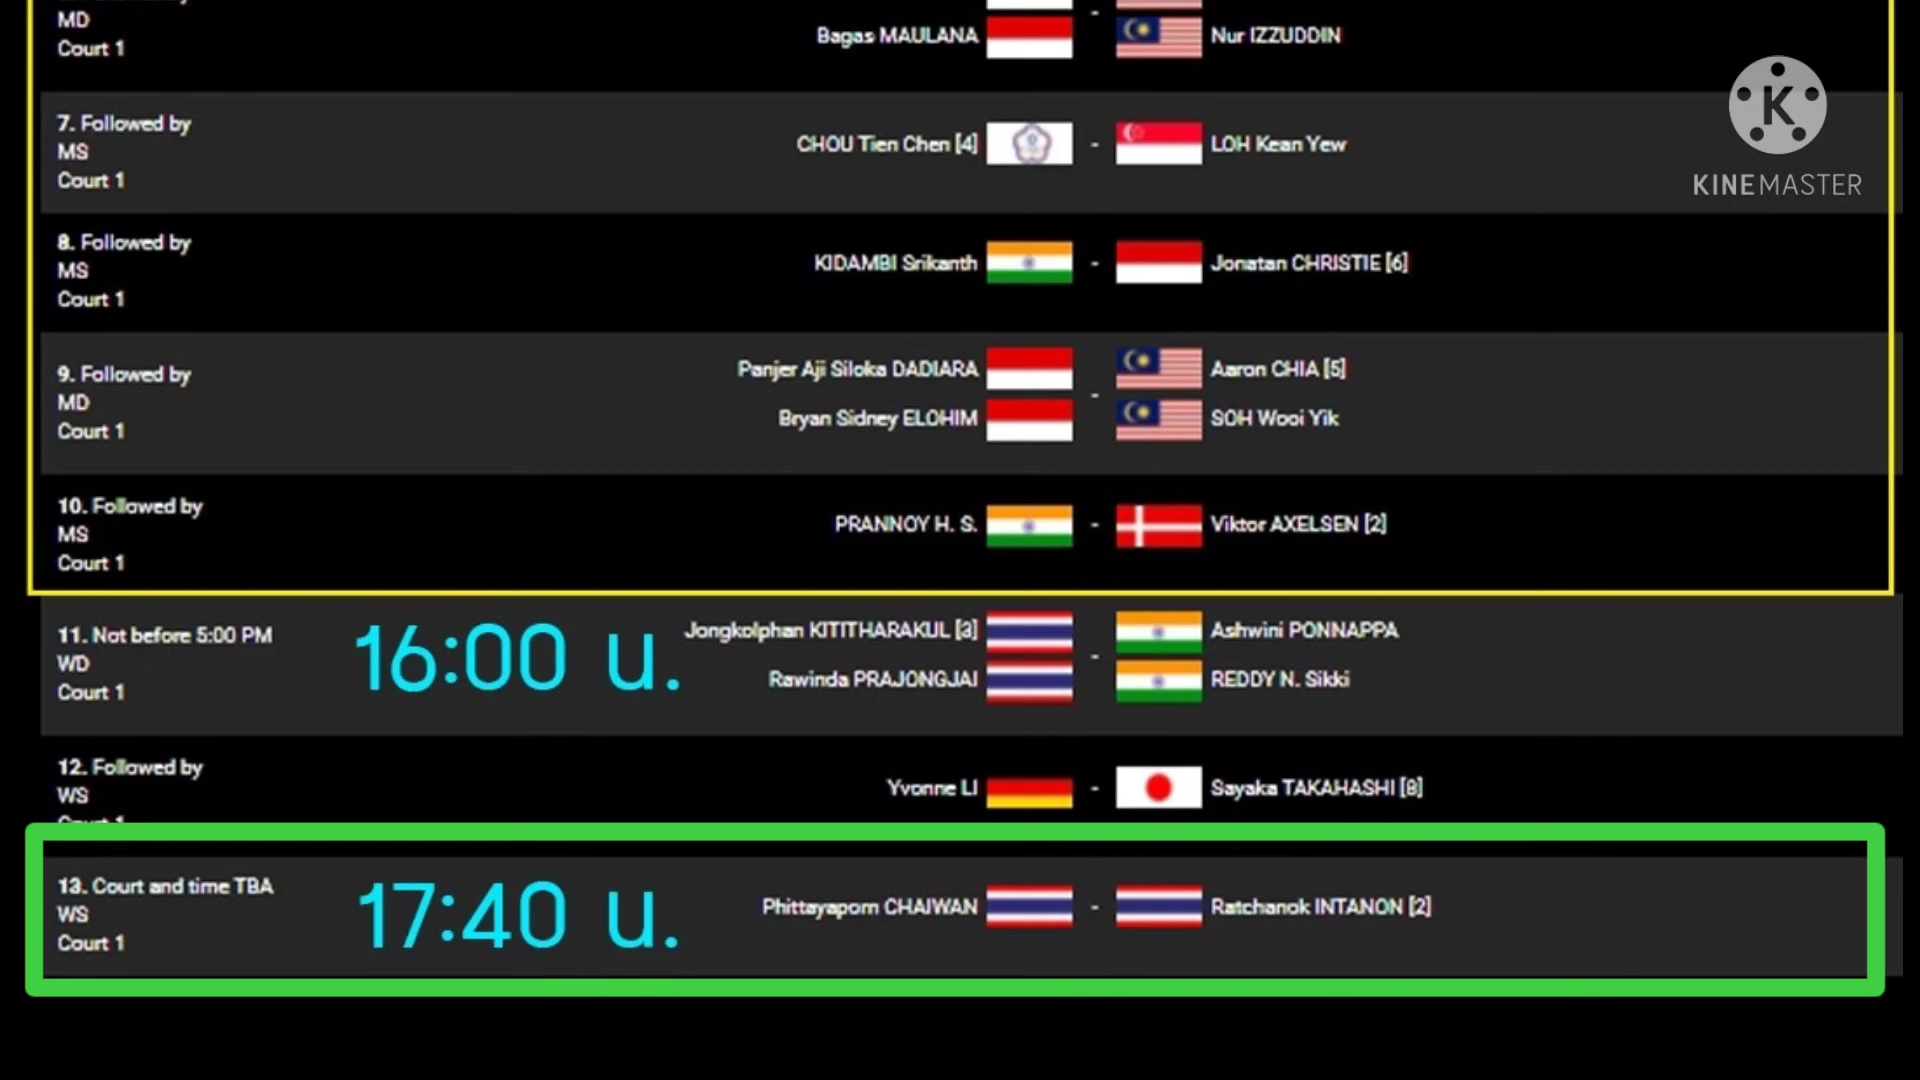 MD
Court 1
Bagas MAULANA
Nur IZZUDDIN
7. Followed by
MS
Court 1
CHOU Tien Chen [4]
-
LOH Kean Yew
K
KINEMASTER
8. Followed by
MS
Court 1
KIDAMBI Srikanth
-
Jonatan CHRISTIE [6]
9. Followed by
MD
Court 1
Panjer Aji Siloka DADIARA
Bryan Sidney ELOHIM
-
Aaron CHIA [5]
SOH Wooi Yik
10. Followed by
MS
Court 1
PRANNOY H. S.
-
Viktor AXELSEN [2]
11. Not before 5:00 PM
WD
Court 1
16:00 น.
Jongkolphan KITITHARAKUL [3]
Rawinda PRAJONGJAI
-
Ashwini PONNAPPA
REDDY N. Sikki
12. Followed by
WS
Court 1
Yvonne LI
-
Sayaka TAKAHASHI [8]
13. Court and time TBA
WS
Court 1
17:40 น.
Phittayaporn CHAIWAN
-
Ratchanok INTANON [2]